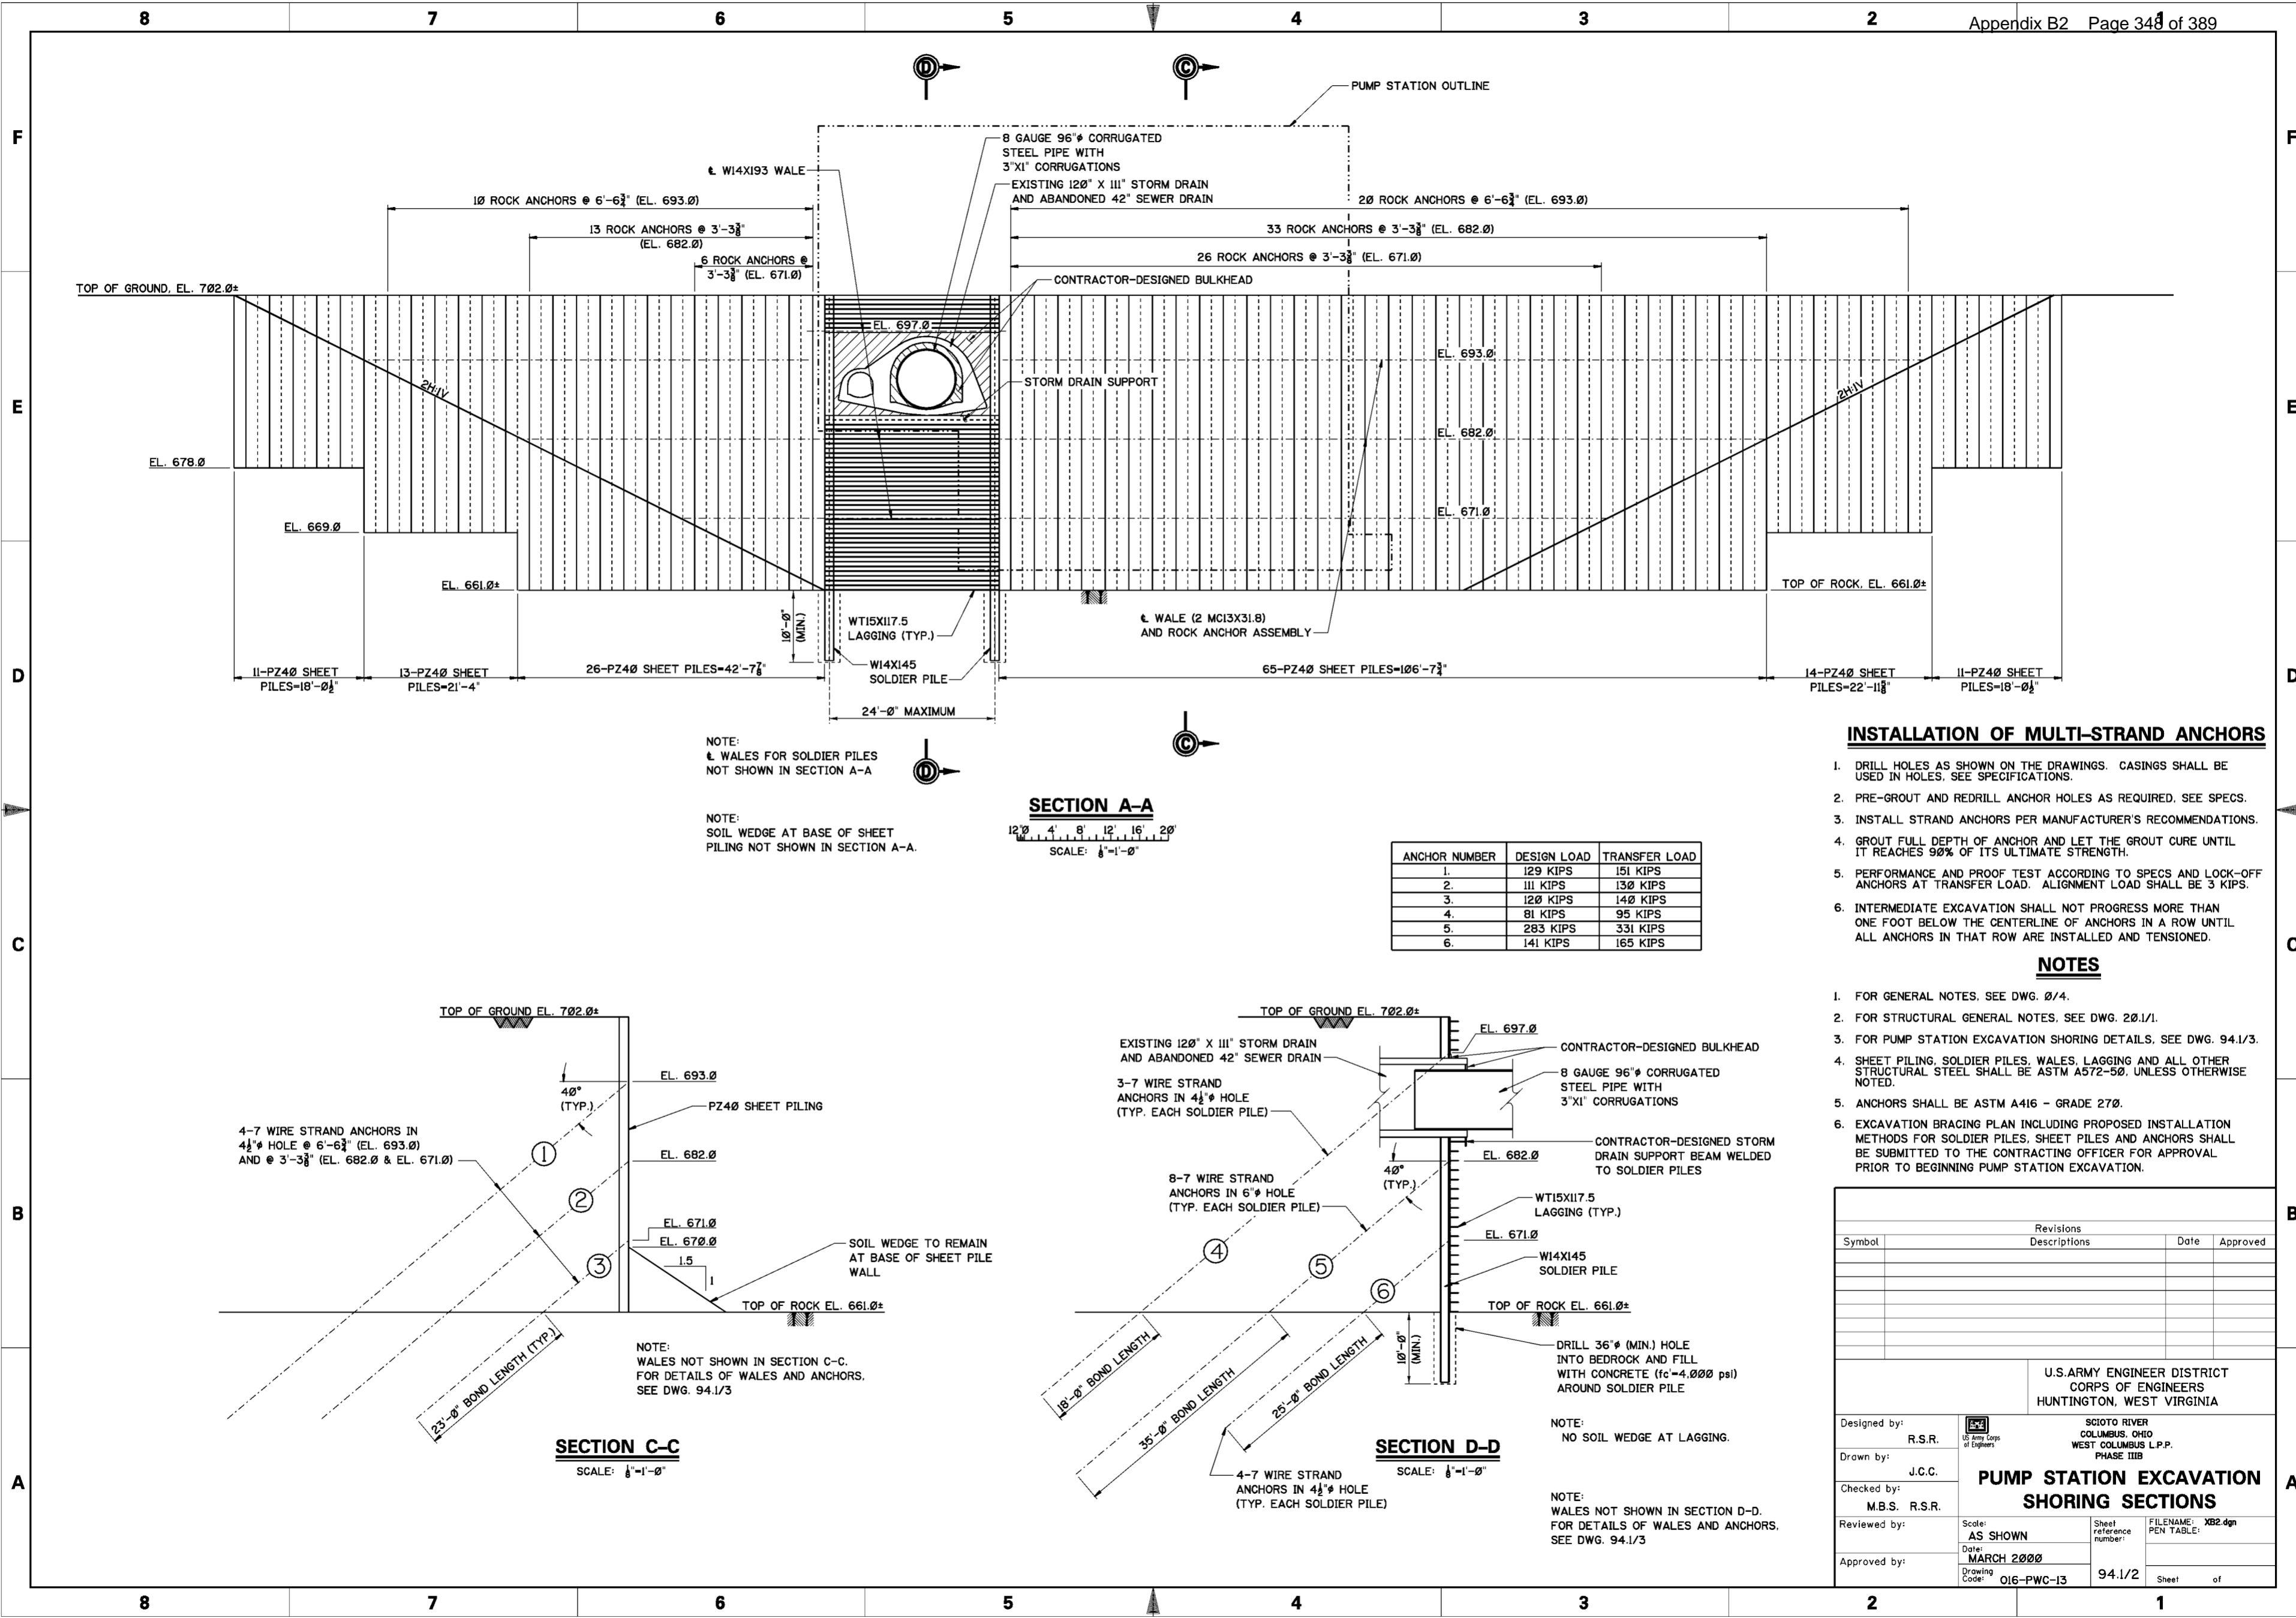 8 7 6 5 4 3 2 1
Appendix B2 Page 348 of 389
F
E
D
C
B
A
D
C
PUMP STATION OUTLINE
8 GAUGE 96"ø CORRUGATED
STEEL PIPE WITH
3"X1" CORRUGATIONS
℄ W14X193 WALE
EXISTING 120" X 111" STORM DRAIN
AND ABANDONED 42" SEWER DRAIN
10 ROCK ANCHORS @ 6'-6¾" (EL. 693.0)
20 ROCK ANCHORS @ 6'-6¾" (EL. 693.0)
13 ROCK ANCHORS @ 3'-3⅜"
(EL. 682.0)
33 ROCK ANCHORS @ 3'-3⅜" (EL. 682.0)
6 ROCK ANCHORS @
3'-3⅜" (EL. 671.0)
26 ROCK ANCHORS @ 3'-3⅜" (EL. 671.0)
CONTRACTOR-DESIGNED BULKHEAD
TOP OF GROUND, EL. 702.0±
EL. 697.0
EL. 693.0
STORM DRAIN SUPPORT
2H:1V
2H:1V
EL. 682.0
EL. 678.0
EL. 671.0
EL. 669.0
EL. 661.0±
TOP OF ROCK, EL. 661.0±
10'-0"
(MIN.)
WT15X117.5
LAGGING (TYP.)
℄ WALE (2 MC13X31.8)
AND ROCK ANCHOR ASSEMBLY
W14X145
SOLDIER PILE
11-PZ40 SHEET
PILES=18'-0½"
13-PZ40 SHEET
PILES=21'-4"
26-PZ40 SHEET PILES=42'-7⅞"
65-PZ40 SHEET PILES=106'-7¾"
14-PZ40 SHEET
PILES=22'-11⅝"
11-PZ40 SHEET
PILES=18'-0½"
24'-0" MAXIMUM
NOTE:
℄ WALES FOR SOLDIER PILES
NOT SHOWN IN SECTION A-A
D
C
NOTE:
SOIL WEDGE AT BASE OF SHEET
PILING NOT SHOWN IN SECTION A-A.
SECTION A-A
12" 0 4' 8' 12' 16' 20'
SCALE: ⅛"=1'-0"
ANCHOR NUMBER DESIGN LOAD TRANSFER LOAD
1. 129 KIPS 151 KIPS
2. 111 KIPS 130 KIPS
3. 120 KIPS 140 KIPS
4. 81 KIPS 95 KIPS
5. 283 KIPS 331 KIPS
6. 141 KIPS 165 KIPS
INSTALLATION OF MULTI-STRAND ANCHORS
1. DRILL HOLES AS SHOWN ON THE DRAWINGS. CASINGS SHALL BE
USED IN HOLES, SEE SPECIFICATIONS.
2. PRE-GROUT AND REDRILL ANCHOR HOLES AS REQUIRED, SEE SPECS.
3. INSTALL STRAND ANCHORS PER MANUFACTURER'S RECOMMENDATIONS.
4. GROUT FULL DEPTH OF ANCHOR AND LET THE GROUT CURE UNTIL
IT REACHES 90% OF ITS ULTIMATE STRENGTH.
5. PERFORMANCE AND PROOF TEST ACCORDING TO SPECS AND LOCK-OFF
ANCHORS AT TRANSFER LOAD. ALIGNMENT LOAD SHALL BE 3 KIPS.
6. INTERMEDIATE EXCAVATION SHALL NOT PROGRESS MORE THAN
ONE FOOT BELOW THE CENTERLINE OF ANCHORS IN A ROW UNTIL
ALL ANCHORS IN THAT ROW ARE INSTALLED AND TENSIONED.
NOTES
1. FOR GENERAL NOTES, SEE DWG. 0/4.
2. FOR STRUCTURAL GENERAL NOTES, SEE DWG. 20.1/1.
3. FOR PUMP STATION EXCAVATION SHORING DETAILS, SEE DWG. 94.1/3.
4. SHEET PILING, SOLDIER PILES, WALES, LAGGING AND ALL OTHER
STRUCTURAL STEEL SHALL BE ASTM A572-50, UNLESS OTHERWISE
NOTED.
5. ANCHORS SHALL BE ASTM A416 - GRADE 270.
6. EXCAVATION BRACING PLAN INCLUDING PROPOSED INSTALLATION
METHODS FOR SOLDIER PILES, SHEET PILES AND ANCHORS SHALL
BE SUBMITTED TO THE CONTRACTING OFFICER FOR APPROVAL
PRIOR TO BEGINNING PUMP STATION EXCAVATION.
TOP OF GROUND EL. 702.0±
EL. 693.0
40°
(TYP.)
PZ40 SHEET PILING
4-7 WIRE STRAND ANCHORS IN
4½"ø HOLE @ 6'-6¾" (EL. 693.0)
AND @ 3'-3⅜" (EL. 682.0 & EL. 671.0)
1
EL. 682.0
2
EL. 671.0
EL. 670.0
3
1.5
1
SOIL WEDGE TO REMAIN
AT BASE OF SHEET PILE
WALL
TOP OF ROCK EL. 661.0±
23'-0" BOND LENGTH (TYP.)
NOTE:
WALES NOT SHOWN IN SECTION C-C.
FOR DETAILS OF WALES AND ANCHORS,
SEE DWG. 94.1/3
SECTION C-C
SCALE: ⅛"=1'-0"
TOP OF GROUND EL. 702.0±
EL. 697.0
EXISTING 120" X 111" STORM DRAIN
AND ABANDONED 42" SEWER DRAIN
CONTRACTOR-DESIGNED BULKHEAD
3-7 WIRE STRAND
ANCHORS IN 4½"ø HOLE
(TYP. EACH SOLDIER PILE)
8 GAUGE 96"ø CORRUGATED
STEEL PIPE WITH
3"X1" CORRUGATIONS
CONTRACTOR-DESIGNED STORM
DRAIN SUPPORT BEAM WELDED
TO SOLDIER PILES
EL. 682.0
40°
(TYP.)
8-7 WIRE STRAND
ANCHORS IN 6"ø HOLE
(TYP. EACH SOLDIER PILE)
WT15X117.5
LAGGING (TYP.)
EL. 671.0
4
5
6
W14X145
SOLDIER PILE
TOP OF ROCK EL. 661.0±
10'-0"
(MIN.)
DRILL 36"ø (MIN.) HOLE
INTO BEDROCK AND FILL
WITH CONCRETE (fc'=4,000 psi)
AROUND SOLDIER PILE
18'-0" BOND LENGTH
35'-0" BOND LENGTH
25'-0" BOND LENGTH
NOTE:
NO SOIL WEDGE AT LAGGING.
SECTION D-D
SCALE: ⅛"=1'-0"
4-7 WIRE STRAND
ANCHORS IN 4½"ø HOLE
(TYP. EACH SOLDIER PILE)
NOTE:
WALES NOT SHOWN IN SECTION D-D.
FOR DETAILS OF WALES AND ANCHORS,
SEE DWG. 94.1/3
Revisions
Symbol Descriptions Date Approved
U.S.ARMY ENGINEER DISTRICT
CORPS OF ENGINEERS
HUNTINGTON, WEST VIRGINIA
Designed by:
R.S.R.
Drawn by:
J.C.C.
Checked by:
M.B.S. R.S.R.
Reviewed by:
Approved by:
US Army Corps
of Engineers
SCIOTO RIVER
COLUMBUS, OHIO
WEST COLUMBUS L.P.P.
PHASE IIIB
PUMP STATION EXCAVATION
SHORING SECTIONS
Scale:
AS SHOWN
Date:
MARCH 2000
Drawing
Code: O16-PWC-13
Sheet
reference
number:
94.1/2
FILENAME: XB2.dgn
PEN TABLE:
Sheet of
F
E
D
C
B
A
8 7 6 5 4 3 2 1